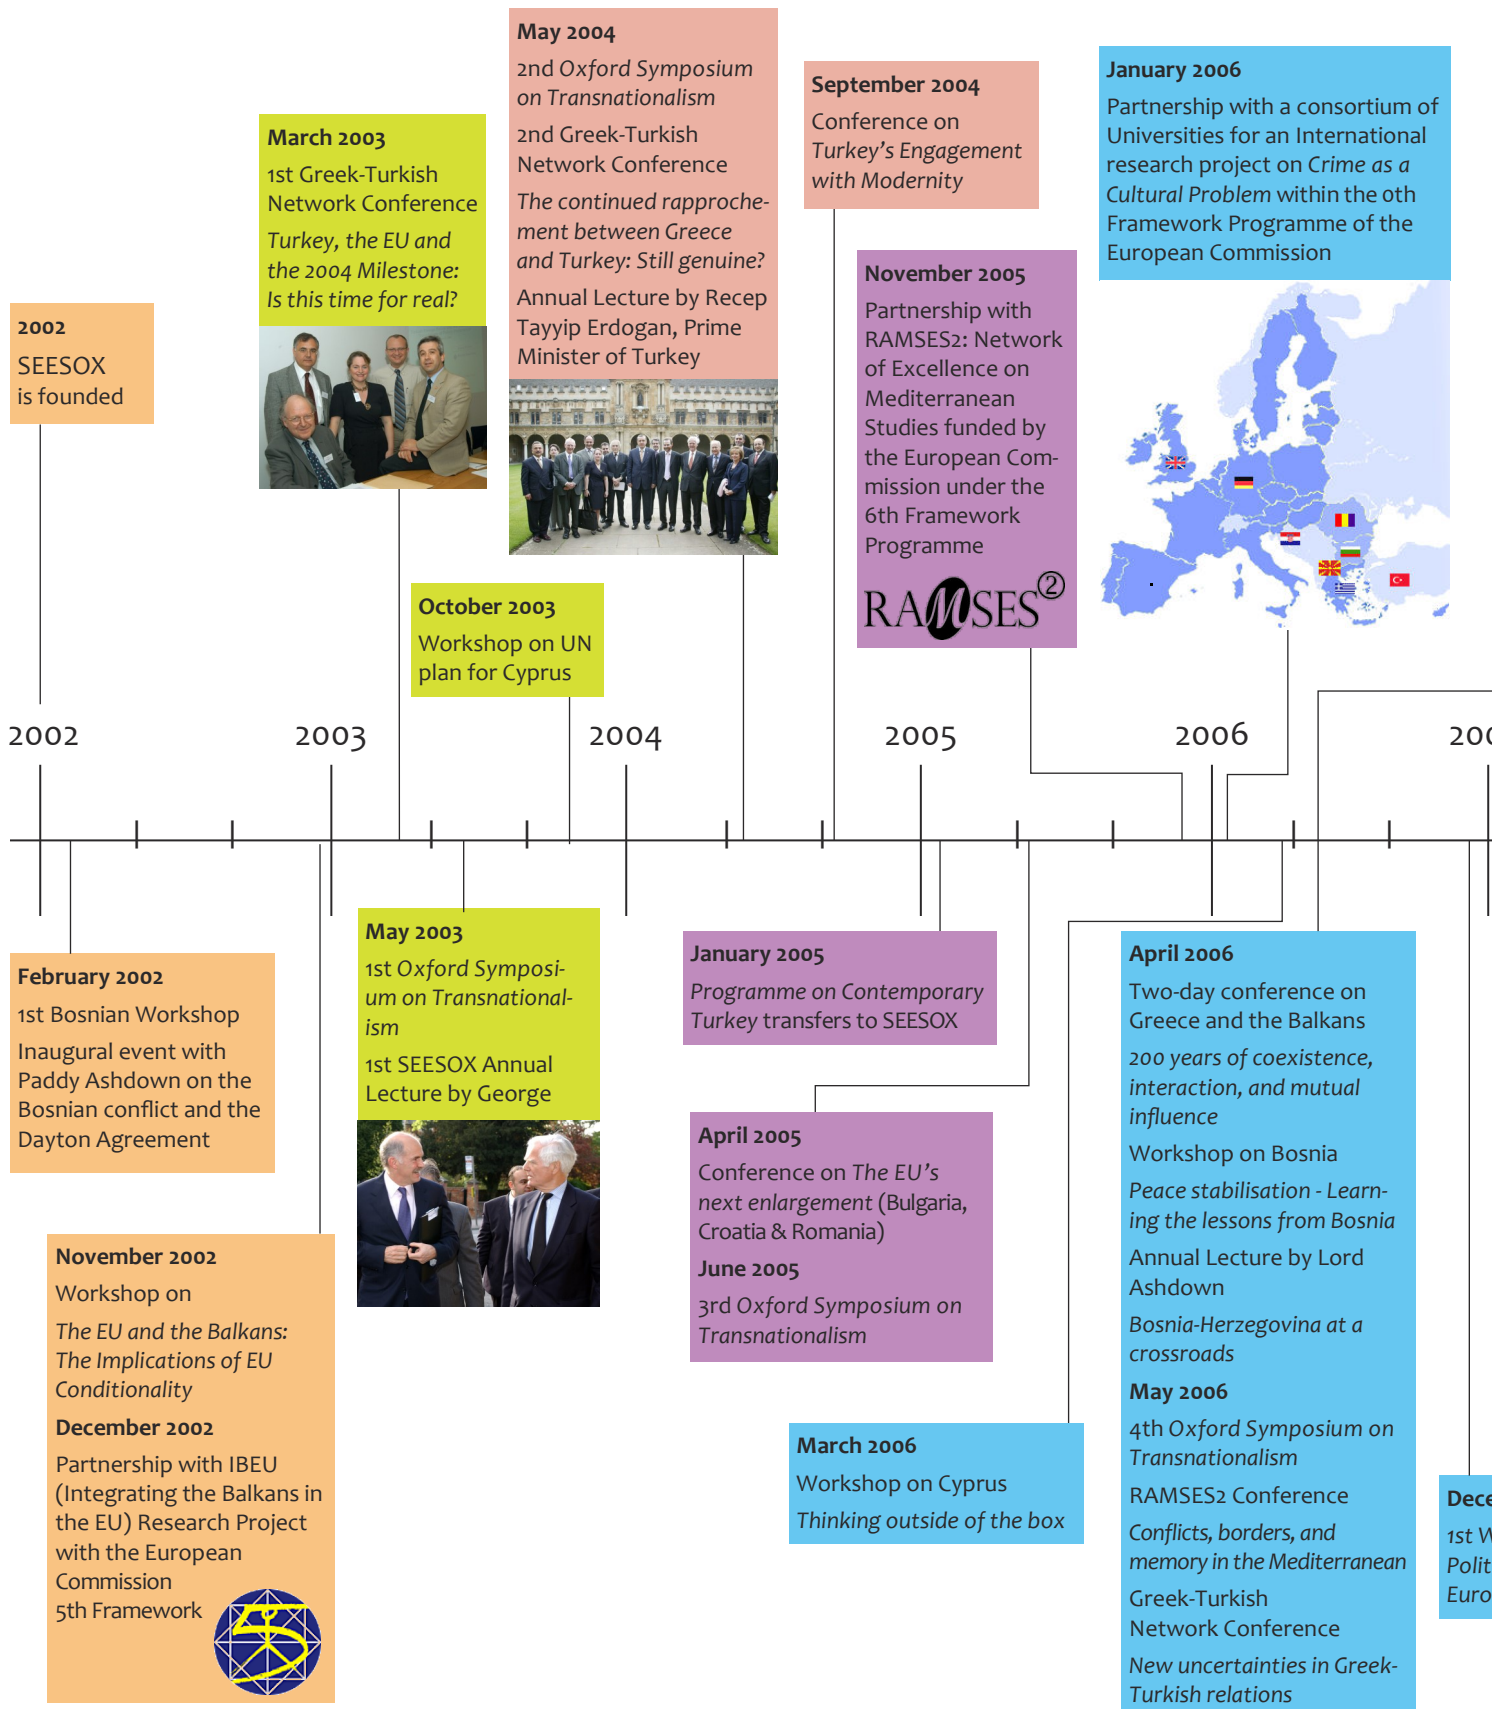 2002
SEESOX
is founded
March 2003
1st Greek-Turkish
Network Conference
Turkey, the EU and
the 2004 Milestone:
Is this time for real?
May 2004
2nd Oxford Symposium
on Transnationalism
2nd Greek-Turkish
Network Conference
The continued rapproche-
ment between Greece
and Turkey: Still genuine?
Annual Lecture by Recep
Tayyip Erdogan, Prime
Minister of Turkey
September 2004
Conference on
Turkey's Engagement
with Modernity
January 2006
Partnership with a consortium of
Universities for an International
research project on Crime as a
Cultural Problem within the 0th
Framework Programme of the
European Commission
November 2005
Partnership with
RAMSES2: Network
of Excellence on
Mediterranean
Studies funded by
the European Com-
mission under the
6th Framework
Programme
RAMSES2
October 2003
Workshop on UN
plan for Cyprus
2002
2003
2004
2005
2006
200
February 2002
1st Bosnian Workshop
Inaugural event with
Paddy Ashdown on the
Bosnian conflict and the
Dayton Agreement
November 2002
Workshop on
The EU and the Balkans:
The Implications of EU
Conditionality
December 2002
Partnership with IBEU
(Integrating the Balkans in
the EU) Research Project
with the European
Commission
5th Framework
5
May 2003
1st Oxford Symposi-
um on Transnational-
ism
1st SEESOX Annual
Lecture by George
January 2005
Programme on Contemporary
Turkey transfers to SEESOX
April 2005
Conference on The EU's
next enlargement (Bulgaria,
Croatia & Romania)
June 2005
3rd Oxford Symposium on
Transnationalism
March 2006
Workshop on Cyprus
Thinking outside of the box
April 2006
Two-day conference on
Greece and the Balkans
200 years of coexistence,
interaction, and mutual
influence
Workshop on Bosnia
Peace stabilisation - Learn-
ing the lessons from Bosnia
Annual Lecture by Lord
Ashdown
Bosnia-Herzegovina at a
crossroads
May 2006
4th Oxford Symposium on
Transnationalism
RAMSES2 Conference
Conflicts, borders, and
memory in the Mediterranean
Greek-Turkish
Network Conference
New uncertainties in Greek-
Turkish relations
Dece
1st W
Polit
Euro